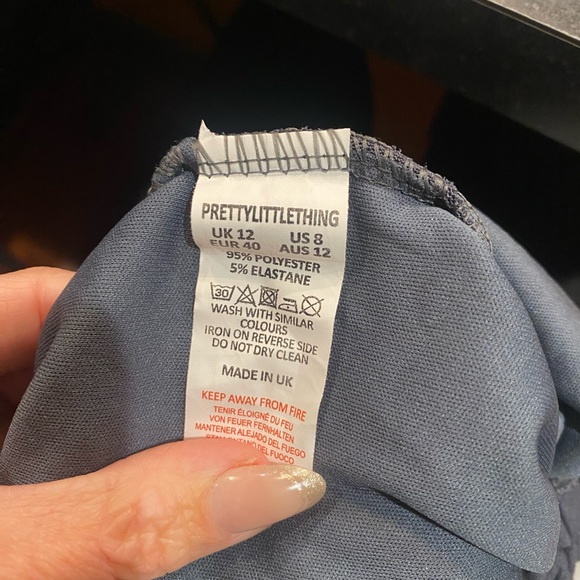 PRETTYLITTLETHING
UK 12 US 8
EUR 40 AUS 12
95% POLYESTER
5% ELASTANE
30
WASH WITH SIMILAR
COLOURS
IRON ON REVERSE SIDE
DO NOT DRY CLEAN
MADE IN UK
KEEP AWAY FROM FIRE
TENIR ÉLOIGNÉ DU FEU
VON FEUER FERNHALTEN
MANTENER ALEJADO DEL FUEGO
DAL FUOCO